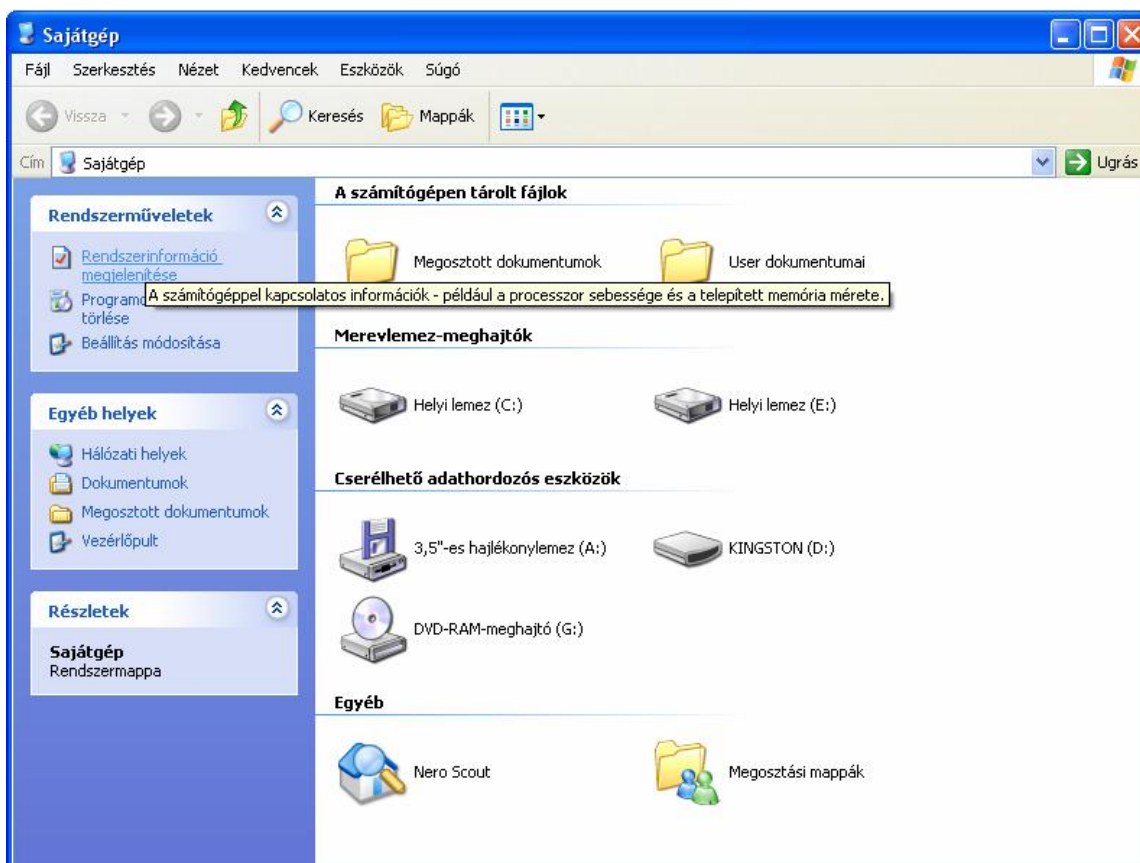 Sajátgép
Fájl Szerkesztés Nézet Kedvencek Eszközök Súgó
Vissza Keresés Mappák
Cím Sajátgép Ugrás
Rendszerműveletek
Rendszerinformáció
megjelenítése
törlése
Beállítás módosítása
Egyéb helyek
Hálózati helyek
Dokumentumok
Megosztott dokumentumok
Vezérlőpult
Részletek
Sajátgép
Rendszermappa
A számítógépen tárolt fájlok
Megosztott dokumentumok User dokumentumai
A számítógéppel kapcsolatos információk - például a processzor sebessége és a telepített memória mérete.
Merevlemez-meghajtók
Helyi lemez (C:) Helyi lemez (E:)
Cserélhető adathordozós eszközök
3,5"-es hajlékonylemez (A:) KINGSTON (D:)
DVD-RAM-meghajtó (G:)
Egyéb
Nero Scout Megosztási mappák